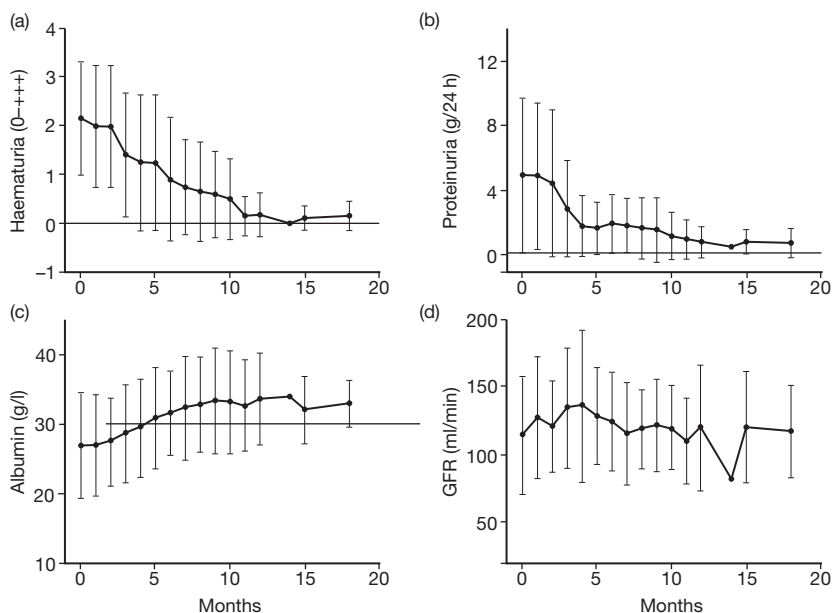 (a)
4
3
2
1
0
−1
Haematuria (0–+++)
0 5 10 15 20
(b)
12
8
4
0
Proteinuria (g/24 h)
0 5 10 15 20
(c)
40
30
20
10
Albumin (g/l)
0 5 10 15 20
Months
(d)
200
150
100
50
GFR (ml/min)
0 5 10 15 20
Months